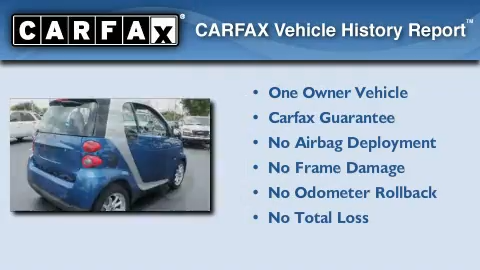 CARFAX®
CARFAX Vehicle History Report™
• One Owner Vehicle
• Carfax Guarantee
• No Airbag Deployment
• No Frame Damage
• No Odometer Rollback
• No Total Loss